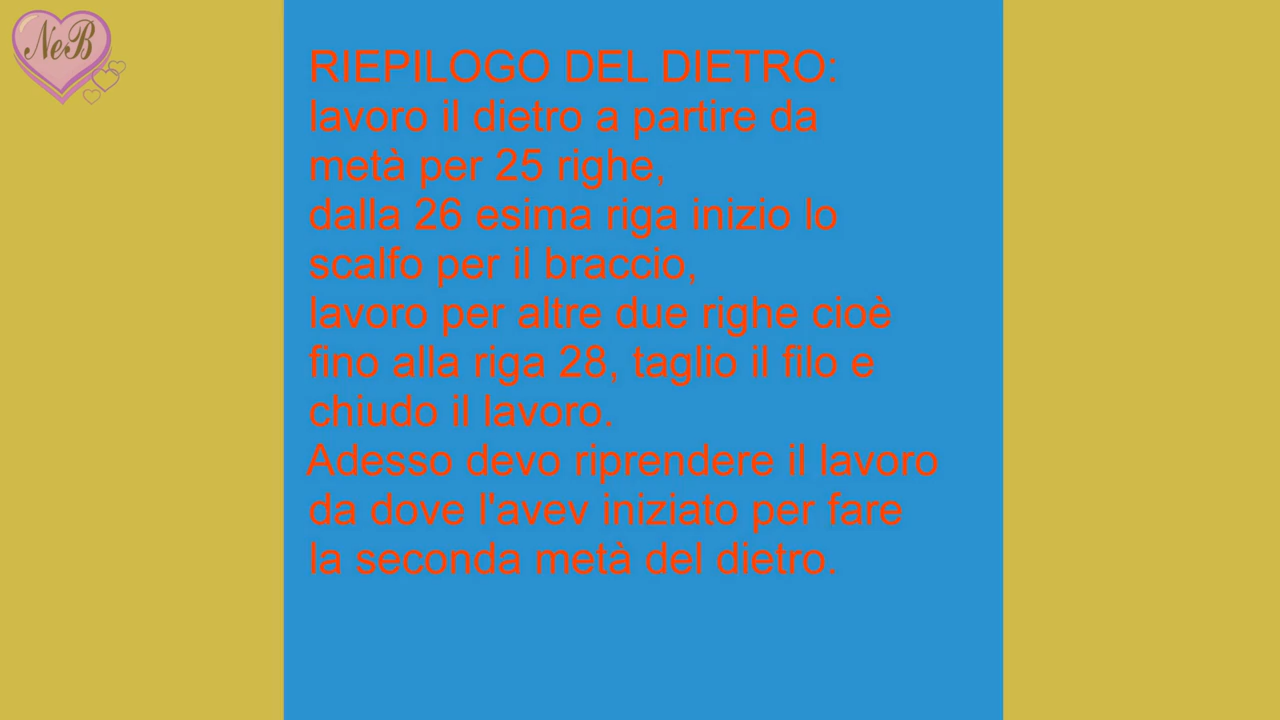 NeB
RIEPILOGO DEL DIETRO:
lavoro il dietro a partire da
metà per 25 righe,
dalla 26 esima riga inizio lo
scalfo per il braccio,
lavoro per altre due righe cioè
fino alla riga 28, taglio il filo e
chiudo il lavoro.
Adesso devo riprendere il lavoro
da dove l'avev iniziato per fare
la seconda metà del dietro.